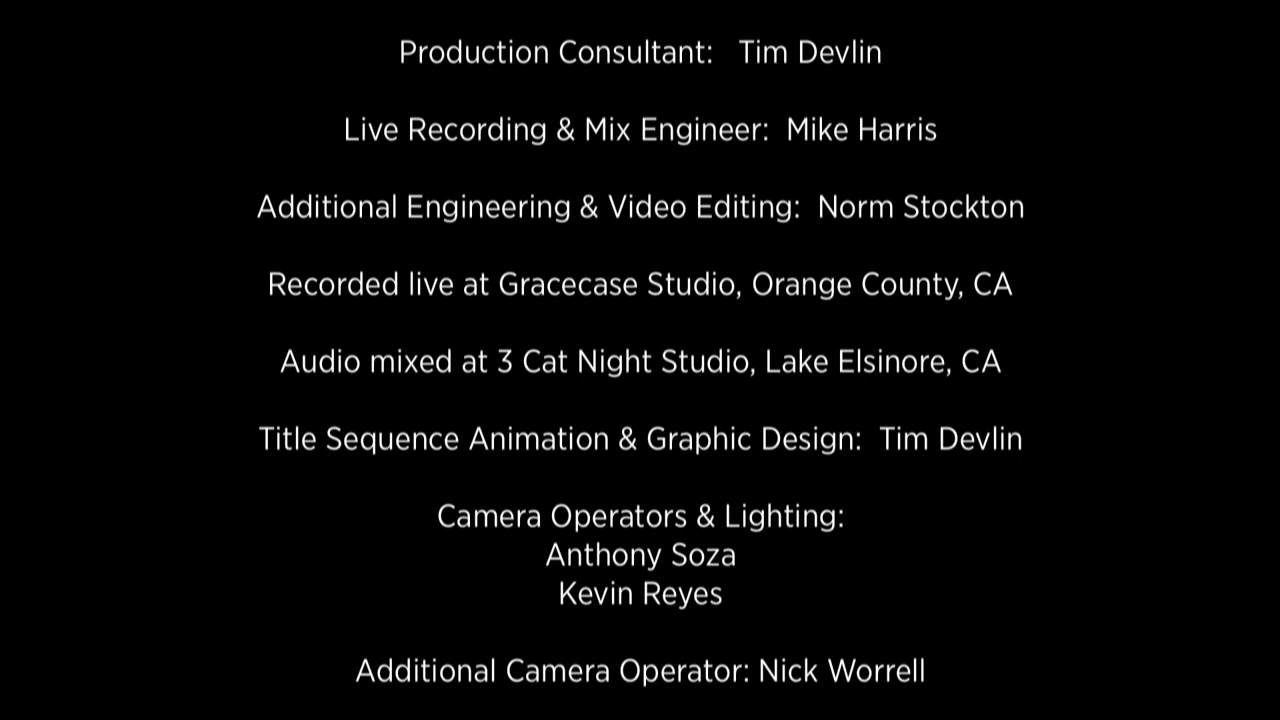 Production Consultant:   Tim Devlin
Live Recording & Mix Engineer:  Mike Harris
Additional Engineering & Video Editing:  Norm Stockton
Recorded live at Gracecase Studio, Orange County, CA
Audio mixed at 3 Cat Night Studio, Lake Elsinore, CA
Title Sequence Animation & Graphic Design:  Tim Devlin
Camera Operators & Lighting:
Anthony Soza
Kevin Reyes
Additional Camera Operator: Nick Worrell